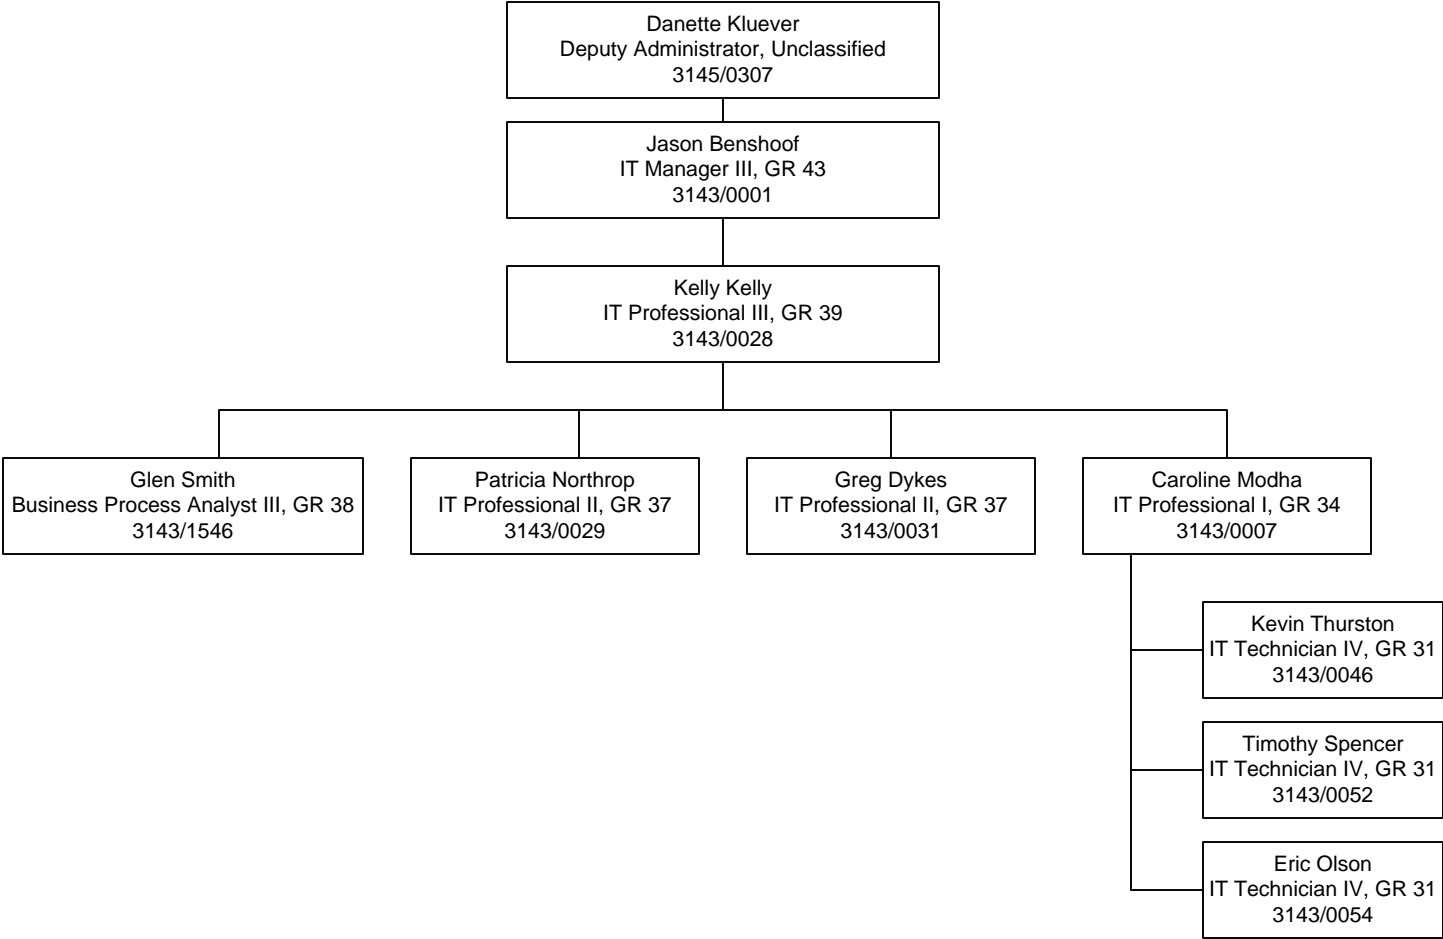 Danette Kluever
Deputy Administrator, Unclassified
3145/0307
Jason Benshoof
IT Manager III, GR 43
3143/0001
Kelly Kelly
IT Professional III, GR 39
3143/0028
Glen Smith
Business Process Analyst III, GR 38
3143/1546
Patricia Northrop
IT Professional II, GR 37
3143/0029
Greg Dykes
IT Professional II, GR 37
3143/0031
Caroline Modha
IT Professional I, GR 34
3143/0007
Kevin Thurston
IT Technician IV, GR 31
3143/0046
Timothy Spencer
IT Technician IV, GR 31
3143/0052
Eric Olson
IT Technician IV, GR 31
3143/0054